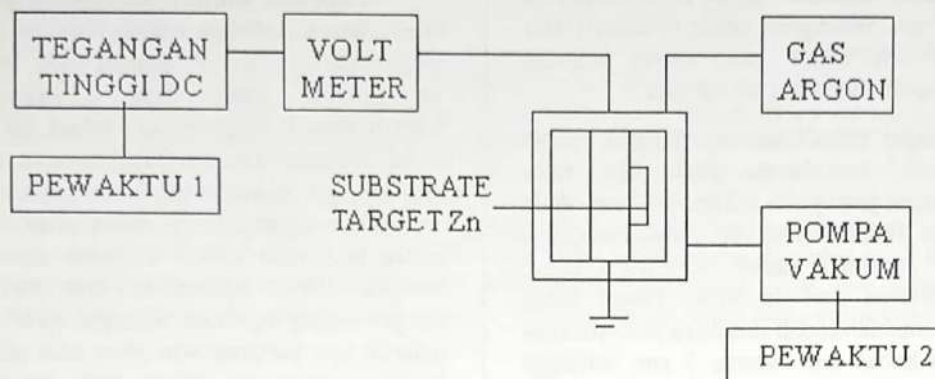 TEGANGAN
TINGGI DC
VOLT
METER
GAS
ARGON
PEWAKTU 1
SUBSTRATE
TARGET Zn
POMPA
VAKUM
PEWAKTU 2